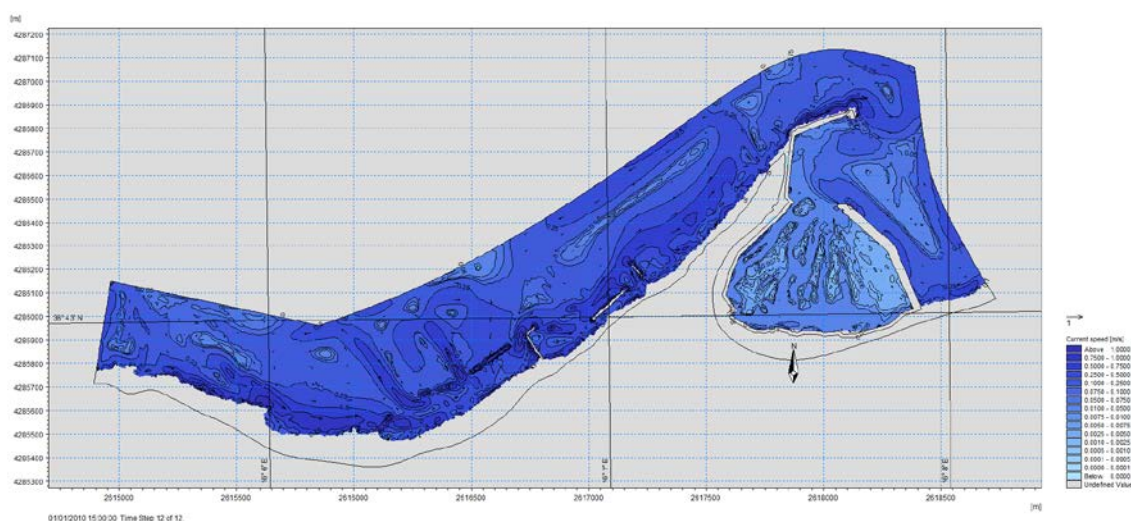 [m]
4287200
4287100
4287000
4286900
4286800
4286700
4286600
4286500
4286400
4286300
4286200
4286100
4286000
4285900
4285800
4285700
4285600
4285500
4285400
4285300
N
1
Current speed [m/s]
Above 1.0000
0.7500 - 1.0000
0.5000 - 0.7500
0.2500 - 0.5000
0.1000 - 0.2500
0.0750 - 0.1000
0.0500 - 0.0750
0.0100 - 0.0500
0.0075 - 0.0100
0.0050 - 0.0075
0.0025 - 0.0050
0.0010 - 0.0025
0.0005 - 0.0010
0.0001 - 0.0005
0.0000 - 0.0001
Below 0.0000
Undefined Value
2615000 2615500 2616000 2616500 2617000 2617500 2618000 2618500
[m]
01/01/2010 15:00:00 Time Step 12 of 12